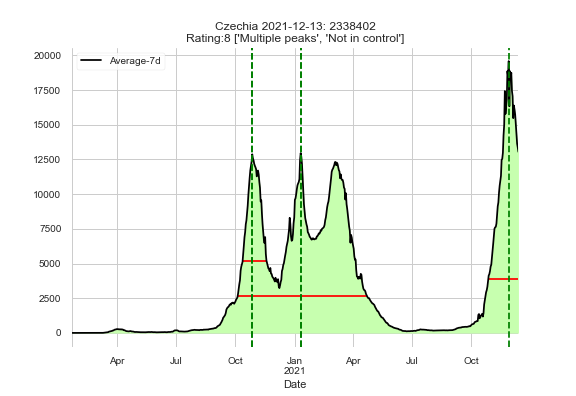 Czechia 2021-12-13: 2338402
Rating:8 ['Multiple peaks', 'Not in control']
Average-7d
20000
17500
15000
12500
10000
7500
5000
2500
0
Apr Jul Oct Jan Apr Jul Oct
2021
Date